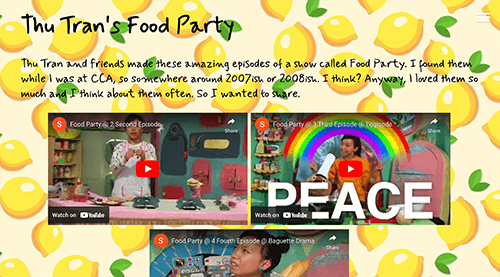 Thu Tran's Food Party
Thu Tran and friends made these amazing episodes of a show called Food Party. I found them
while I was at CCA, so somewhere around 2007ish or 2008ish. I think? Anyway, I loved them so
much and I think about them often. So I wanted to share.
S Food Party @ 2 Second Episode
Share
Watch on YouTube
S Food Party @ 3 Third Episode @
Share
PEACE
Watch on YouTube
S Food Party @ 4 Fourth Episode @ Baguette Drama
Share